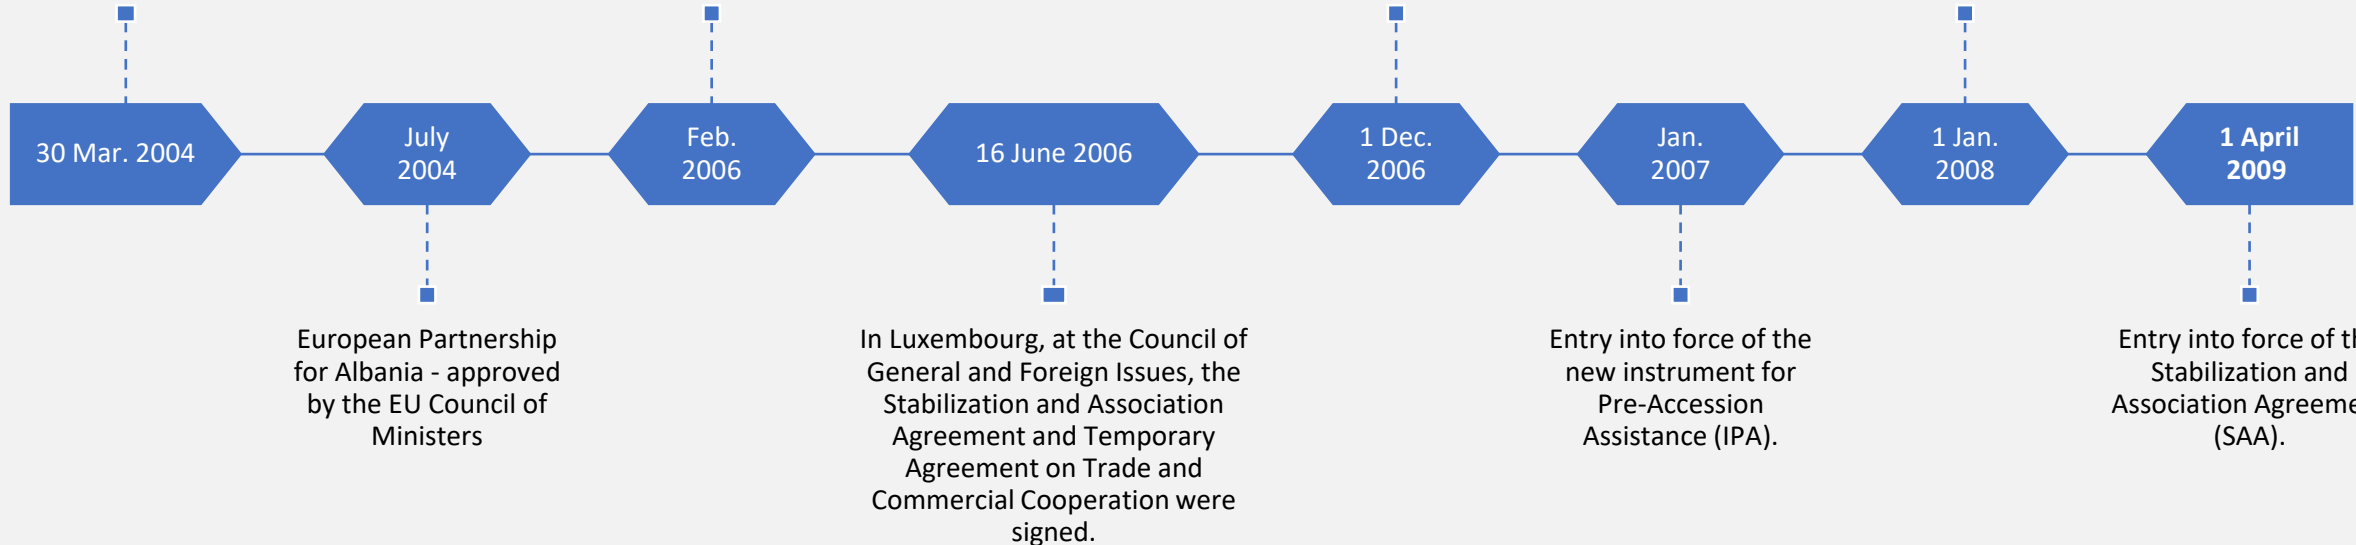 30 Mar. 2004
July
2004
Feb.
2006
16 June 2006
1 Dec.
2006
Jan.
2007
1 Jan.
2008
1 April
2009
European Partnership
for Albania - approved
by the EU Council of
Ministers
In Luxembourg, at the Council of
General and Foreign Issues, the
Stabilization and Association
Agreement and Temporary
Agreement on Trade and
Commercial Cooperation were
signed.
Entry into force of the
new instrument for
Pre-Accession
Assistance (IPA).
Entry into force of th
Stabilization and
Association Agreeme
(SAA).